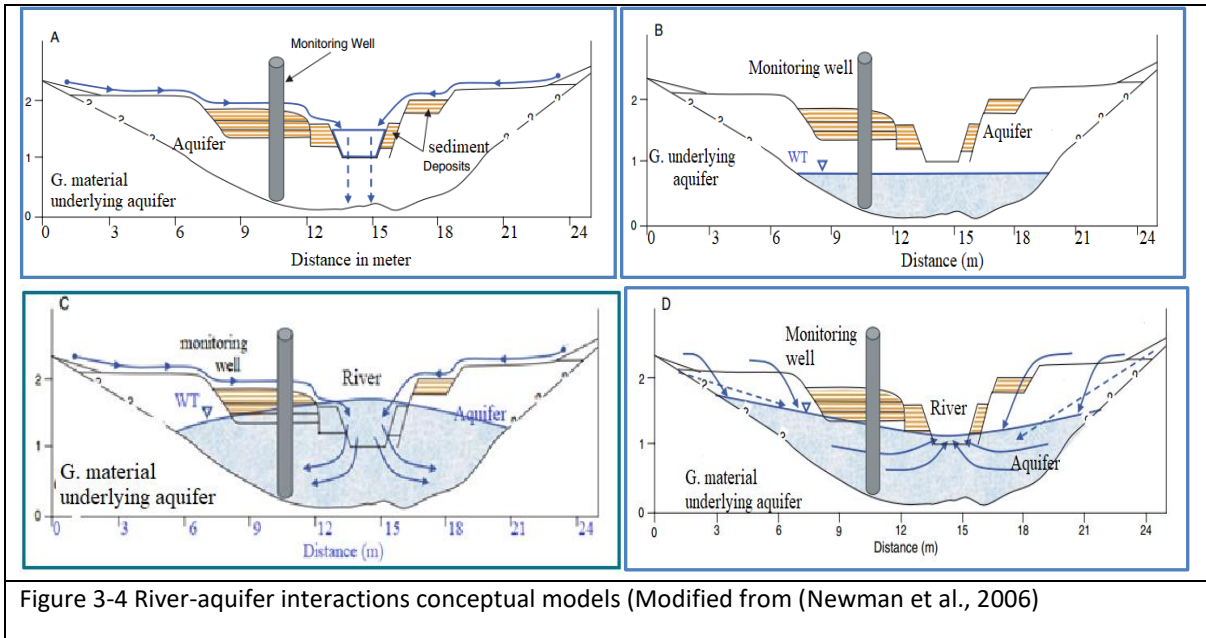 A
Monitoring Well
2
Aquifer
sediment
Deposits
1
G. material
underlying aquifer
0
0 3 6 9 12 15 18 21 24
Distance in meter
B
Monitoring well
2
Aquifer
1
G. underlying
aquifer
WT
0
0 3 6 9 12 15 18 21 24
Distance (m)
C
monitoring
well
River
2
WT
Aquifer
1
G. material
underlying aquifer
0
0 3 6 9 12 15 18 21 24
Distance (m)
D
Monitoring
well
2
River
1
Aquifer
G. material
underlying aquifer
0
0 3 6 9 12 15 18 21 24
Distance (m)
Figure 3-4 River-aquifer interactions conceptual models (Modified from (Newman et al., 2006)